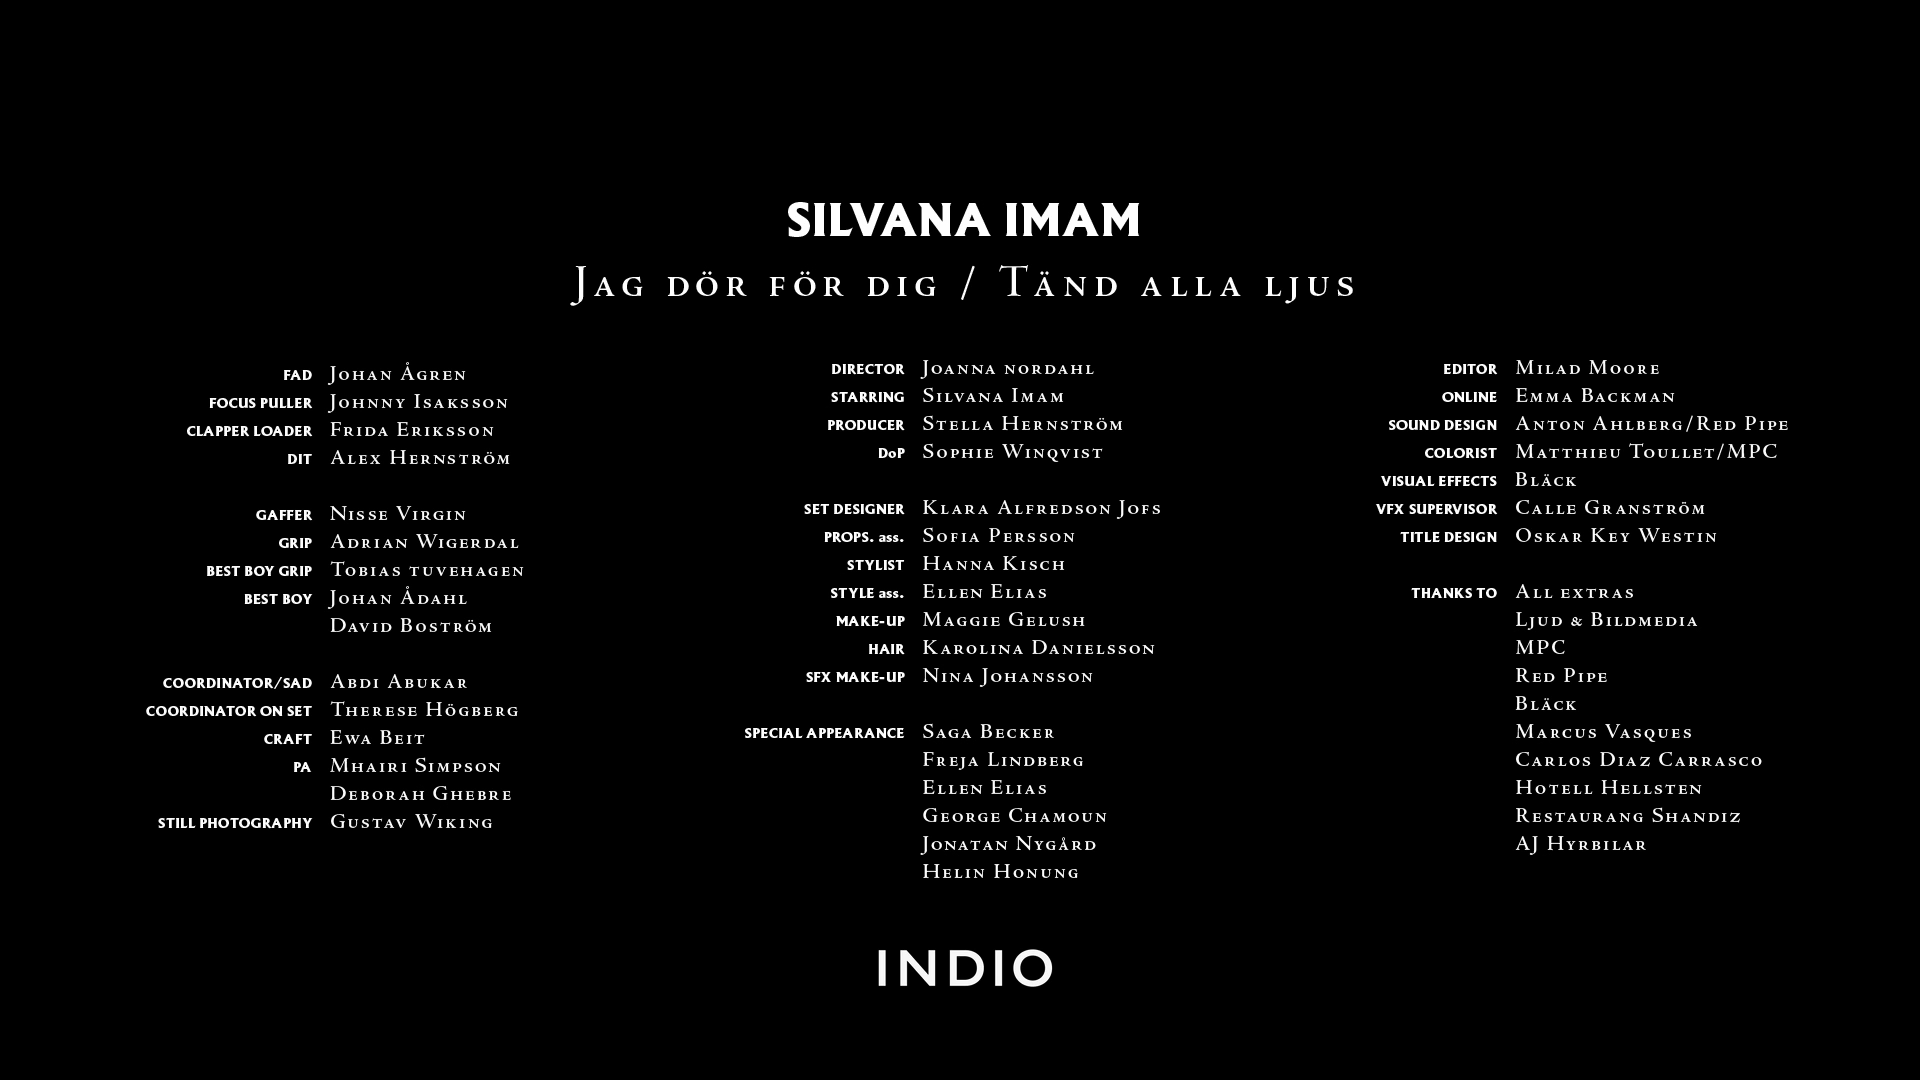 SILVANA IMAM
Jag dör för dig / Tänd alla ljus
FAD Johan Ågren
FOCUS PULLER Johnny Isaksson
CLAPPER LOADER Frida Eriksson
DIT Alex Hernström
GAFFER Nisse Virgin
GRIP Adrian Wigerdal
BEST BOY GRIP Tobias tuvehagen
BEST BOY Johan Ådahl
David Boström
COORDINATOR/SAD Abdi Abukar
COORDINATOR ON SET Therese Högberg
CRAFT Ewa Beit
PA Mhairi Simpson
Deborah Ghebre
STILL PHOTOGRAPHY Gustav Wiking
DIRECTOR Joanna nordahl
STARRING Silvana Imam
PRODUCER Stella Hernström
DoP Sophie Winqvist
SET DESIGNER Klara Alfredson Jofs
PROPS. ass. Sofia Persson
STYLIST Hanna Kisch
STYLE ass. Ellen Elias
MAKE-UP Maggie Gelush
HAIR Karolina Danielsson
SFX MAKE-UP Nina Johansson
SPECIAL APPEARANCE Saga Becker
Freja Lindberg
Ellen Elias
George Chamoun
Jonatan Nygård
Helin Honung
EDITOR Milad Moore
ONLINE Emma Backman
SOUND DESIGN Anton Ahlberg/Red Pipe
COLORIST Matthieu Toullet/MPC
VISUAL EFFECTS Bläck
VFX SUPERVISOR Calle Granström
TITLE DESIGN Oskar Key Westin
THANKS TO All extras
Ljud & Bildmedia
MPC
Red Pipe
Bläck
Marcus Vasques
Carlos Diaz Carrasco
Hotell Hellsten
Restaurang Shandiz
AJ Hyrbilar
INDIO